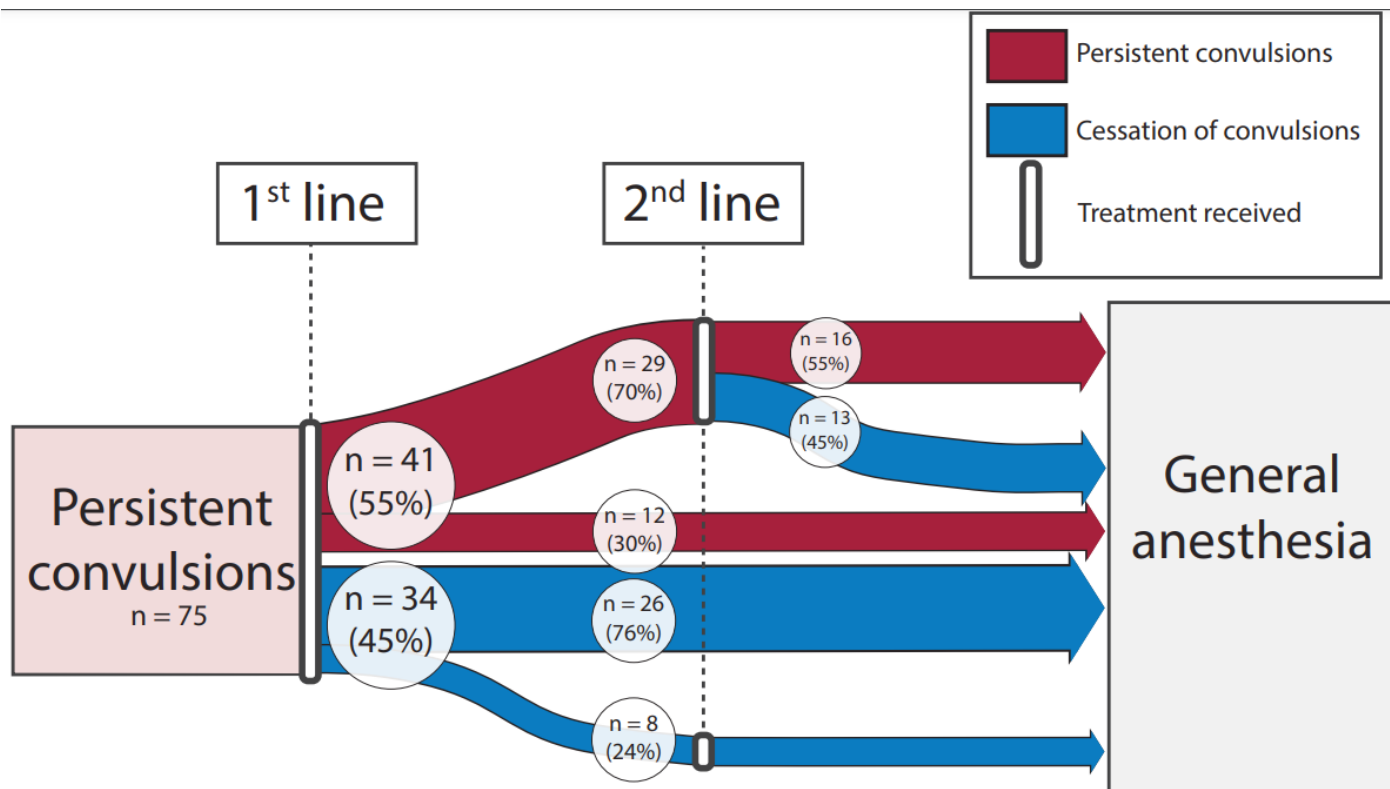 Persistent convulsions
Cessation of convulsions
Treatment received
1st line
2nd line
n = 16
(55%)
n = 29
(70%)
n = 13
(45%)
n = 41
(55%)
Persistent
convulsions
n = 75
n = 12
(30%)
General
anesthesia
n = 34
(45%)
n = 26
(76%)
n = 8
(24%)